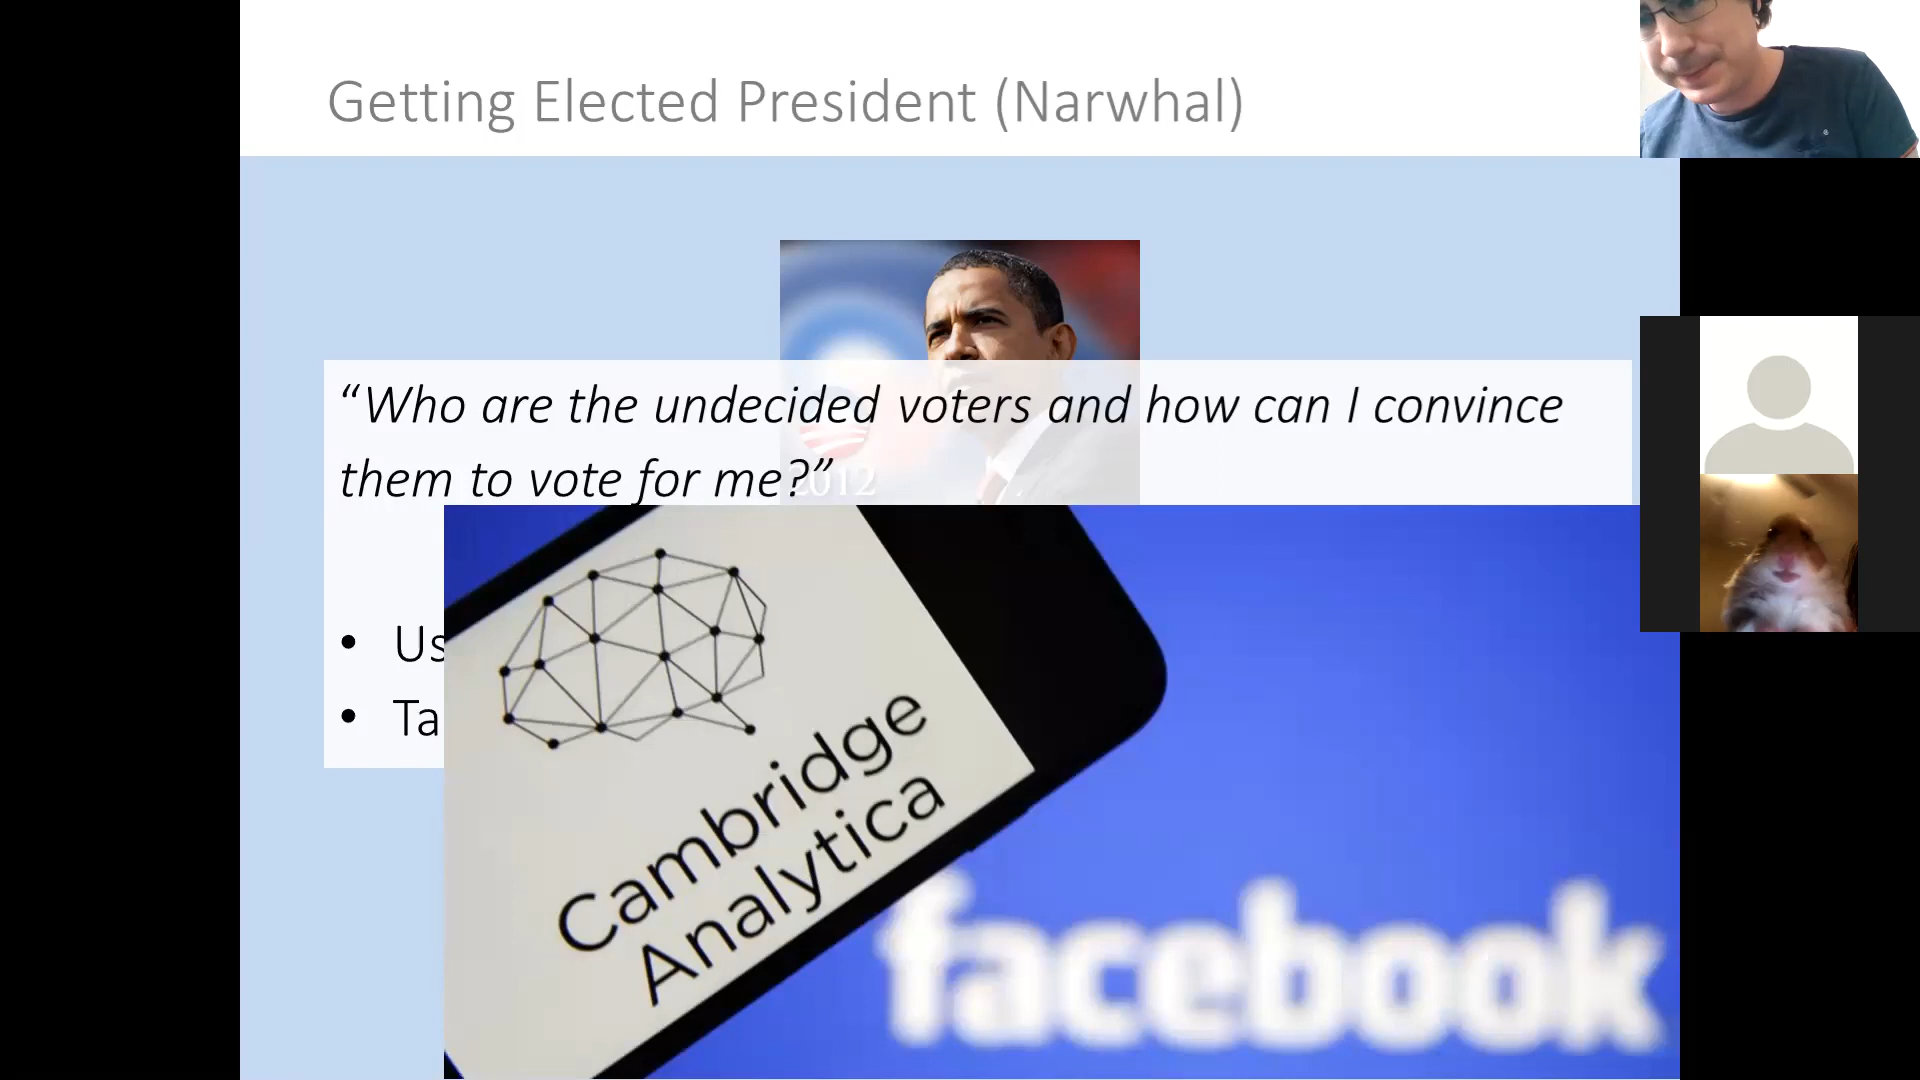 Getting Elected President (Narwhal)
“Who are the undecided voters and how can I convince
them to vote for me?”
2012
• Us
• Ta
Cambridge
Analytica
facebook